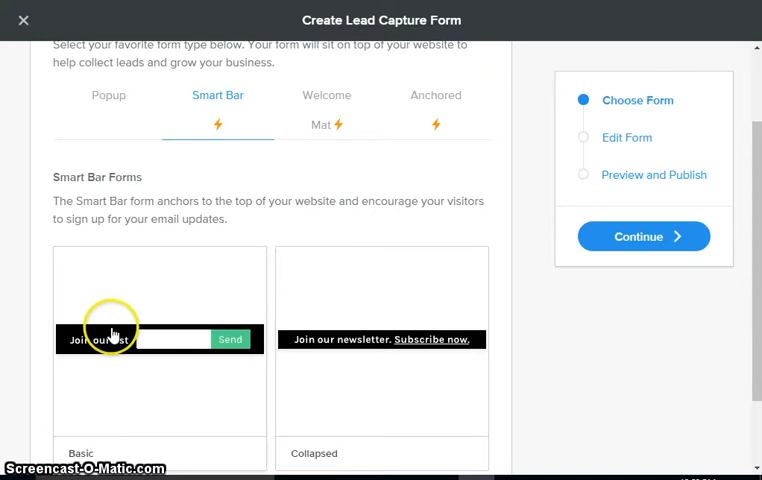 Create Lead Capture Form
Select your favorite form type below. Your form will sit on top of your website to
help collect leads and grow your business.
Popup
Smart Bar
Welcome
Mat
Anchored
Choose Form
Edit Form
Preview and Publish
Continue
Smart Bar Forms
The Smart Bar form anchors to the top of your website and encourage your visitors
to sign up for your email updates.
Join our list
Send
Join our newsletter. Subscribe now.
Basic
Collapsed
Screencast-O-Matic.com